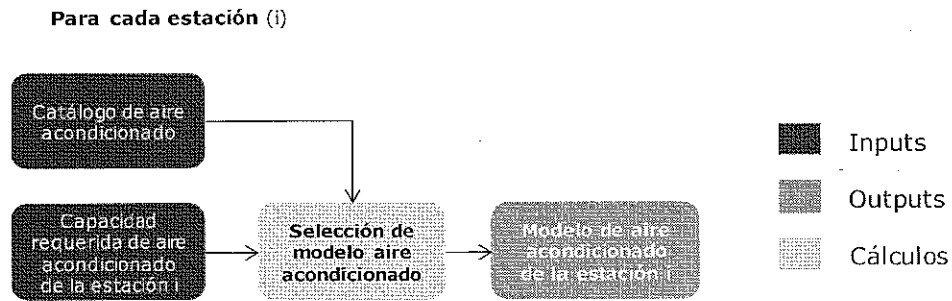 Para cada estación (i)
Catálogo de aire
acondicionado
Inputs
Outputs
Cálculos
Capacidad
requerida de aire
acondicionado
de la estación i
Selección de
modelo aire
acondicionado
Modelo de aire
acondicionado
de la estación i